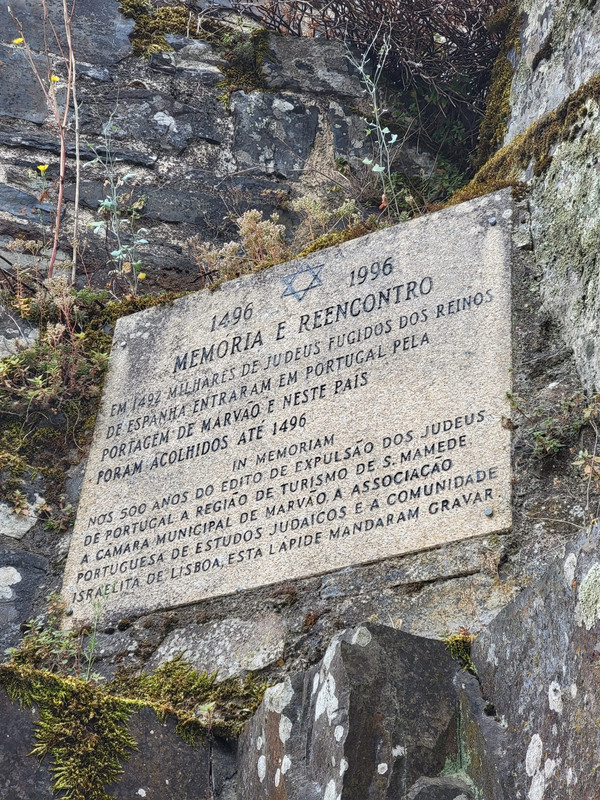 1496 1996
MEMORIA E REENCONTRO
EM 1492 MILHARES DE JUDEUS FUGIDOS DOS REINOS
DE ESPANHA ENTRARAM EM PORTUGAL PELA
PORTAGEM DE MARVÃO E NESTE PAÍS
FORAM ACOLHIDOS ATÉ 1496
IN MEMORIAM
NOS 500 ANOS DO EDITO DE EXPULSÃO DOS JUDEUS
DE PORTUGAL A REGIÃO DE TURISMO DE S. MAMEDE
A CÂMARA MUNICIPAL DE MARVÃO A ASSOCIAÇÃO
PORTUGUESA DE ESTUDOS JUDAICOS E A COMUNIDADE
ISRAELITA DE LISBOA, ESTA LÁPIDE MANDARAM GRAVAR